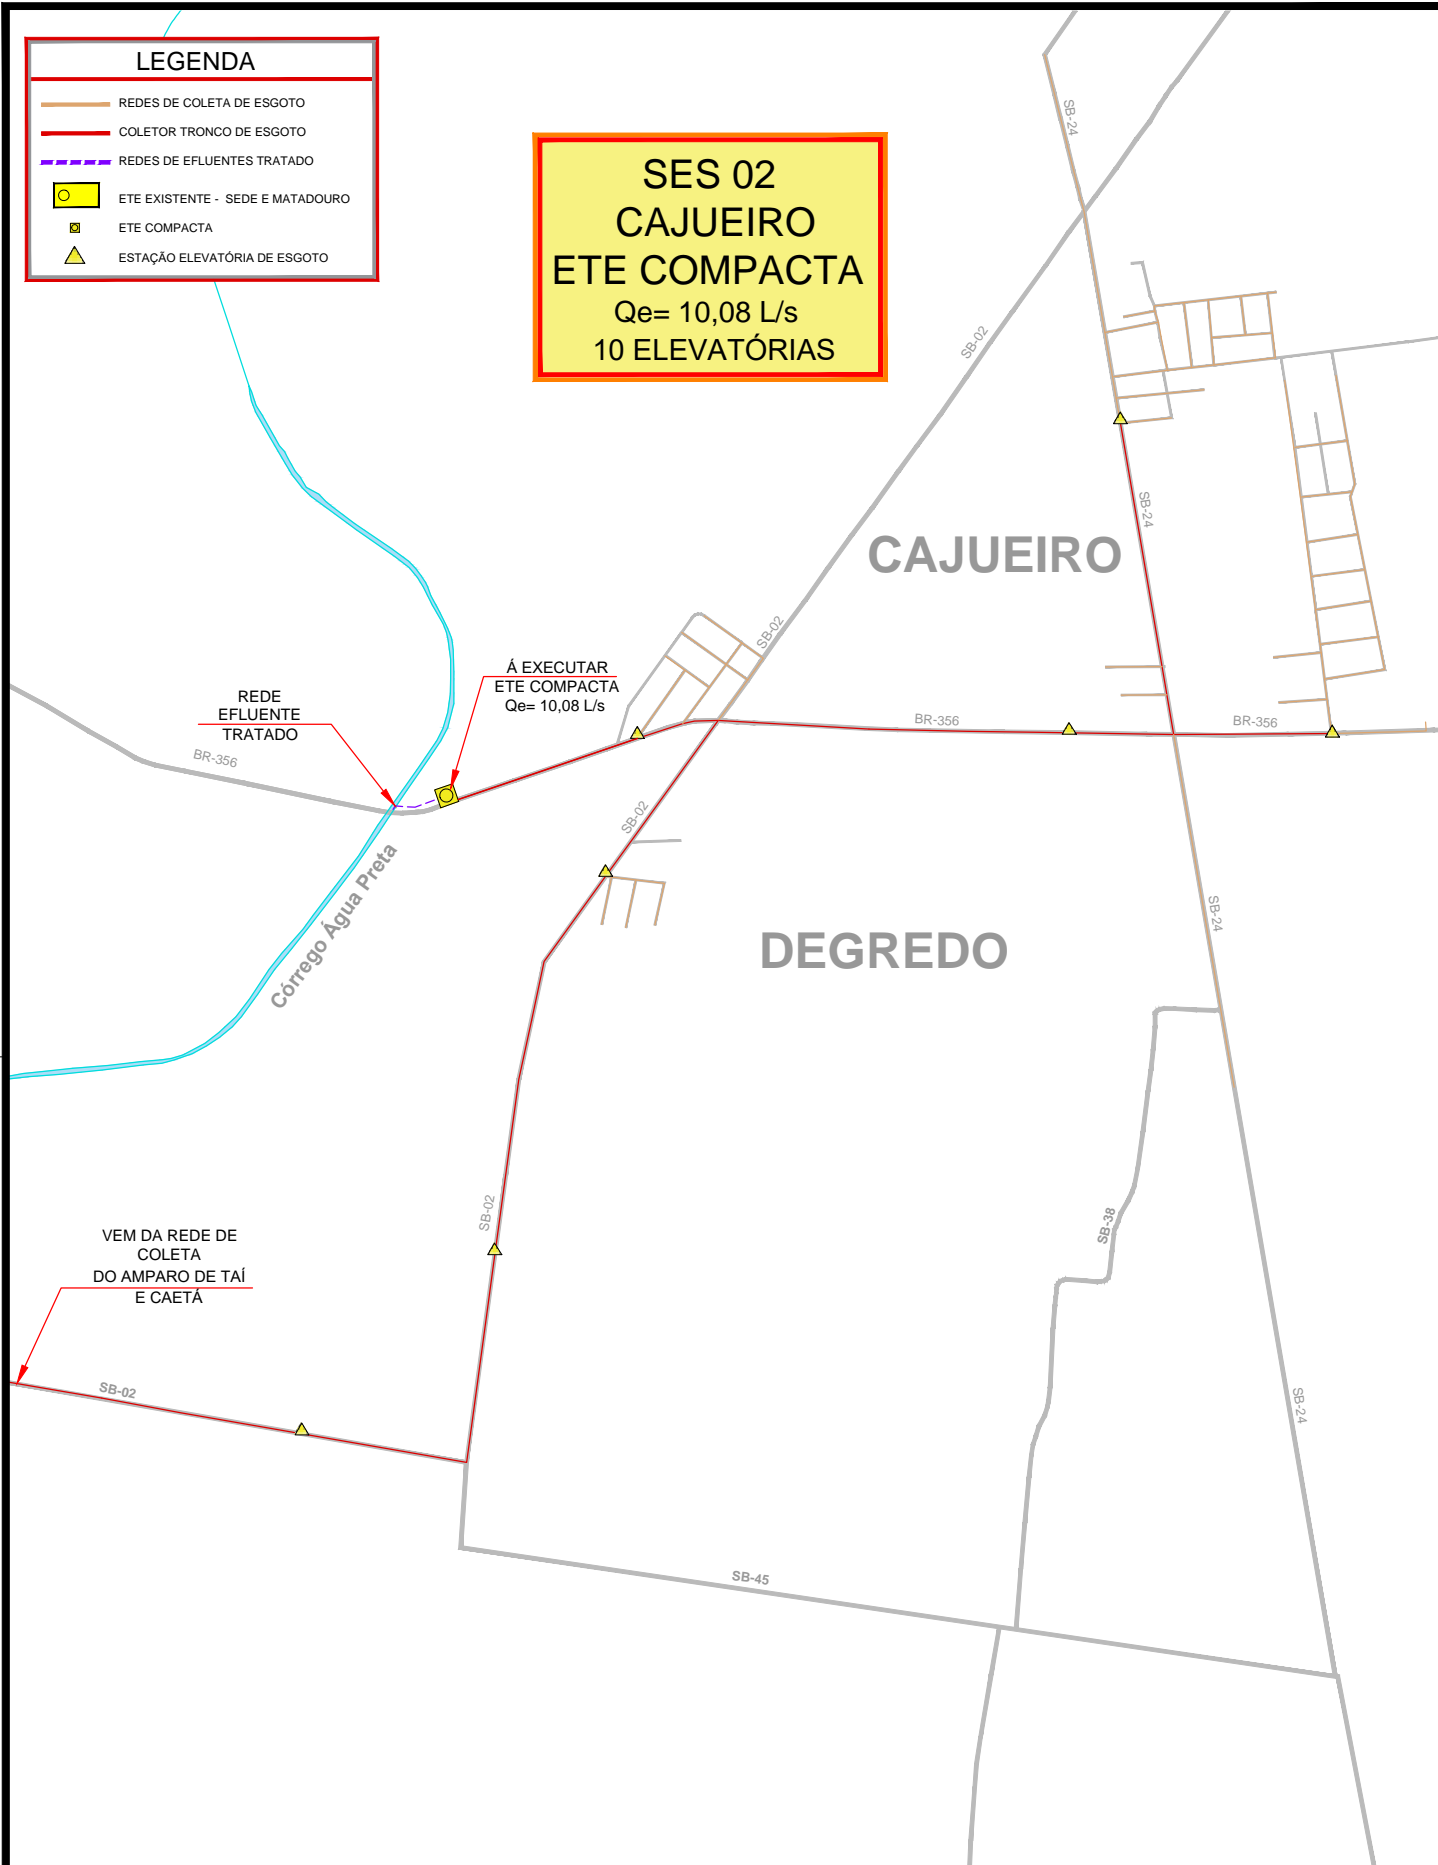 LEGENDA
REDES DE COLETA DE ESGOTO
COLETOR TRONCO DE ESGOTO
REDES DE EFLUENTES TRATADO
ETE EXISTENTE - SEDE E MATADOURO
ETE COMPACTA
ESTAÇÃO ELEVATÓRIA DE ESGOTO
SES 02
CAJUEIRO
ETE COMPACTA
Qe= 10,08 L/s
10 ELEVATÓRIAS
SB-24
SB-02
SB-24
CAJUEIRO
SB-02
Á EXECUTAR
ETE COMPACTA
Qe= 10,08 L/s
REDE
EFLUENTE
TRATADO
BR-356
BR-356
BR-356
SB-02
Córrego Água Preta
SB-24
DEGREDO
SB-02
SB-38
VEM DA REDE DE
COLETA
DO AMPARO DE TAÍ
E CAETÁ
SB-02
SB-24
SB-45